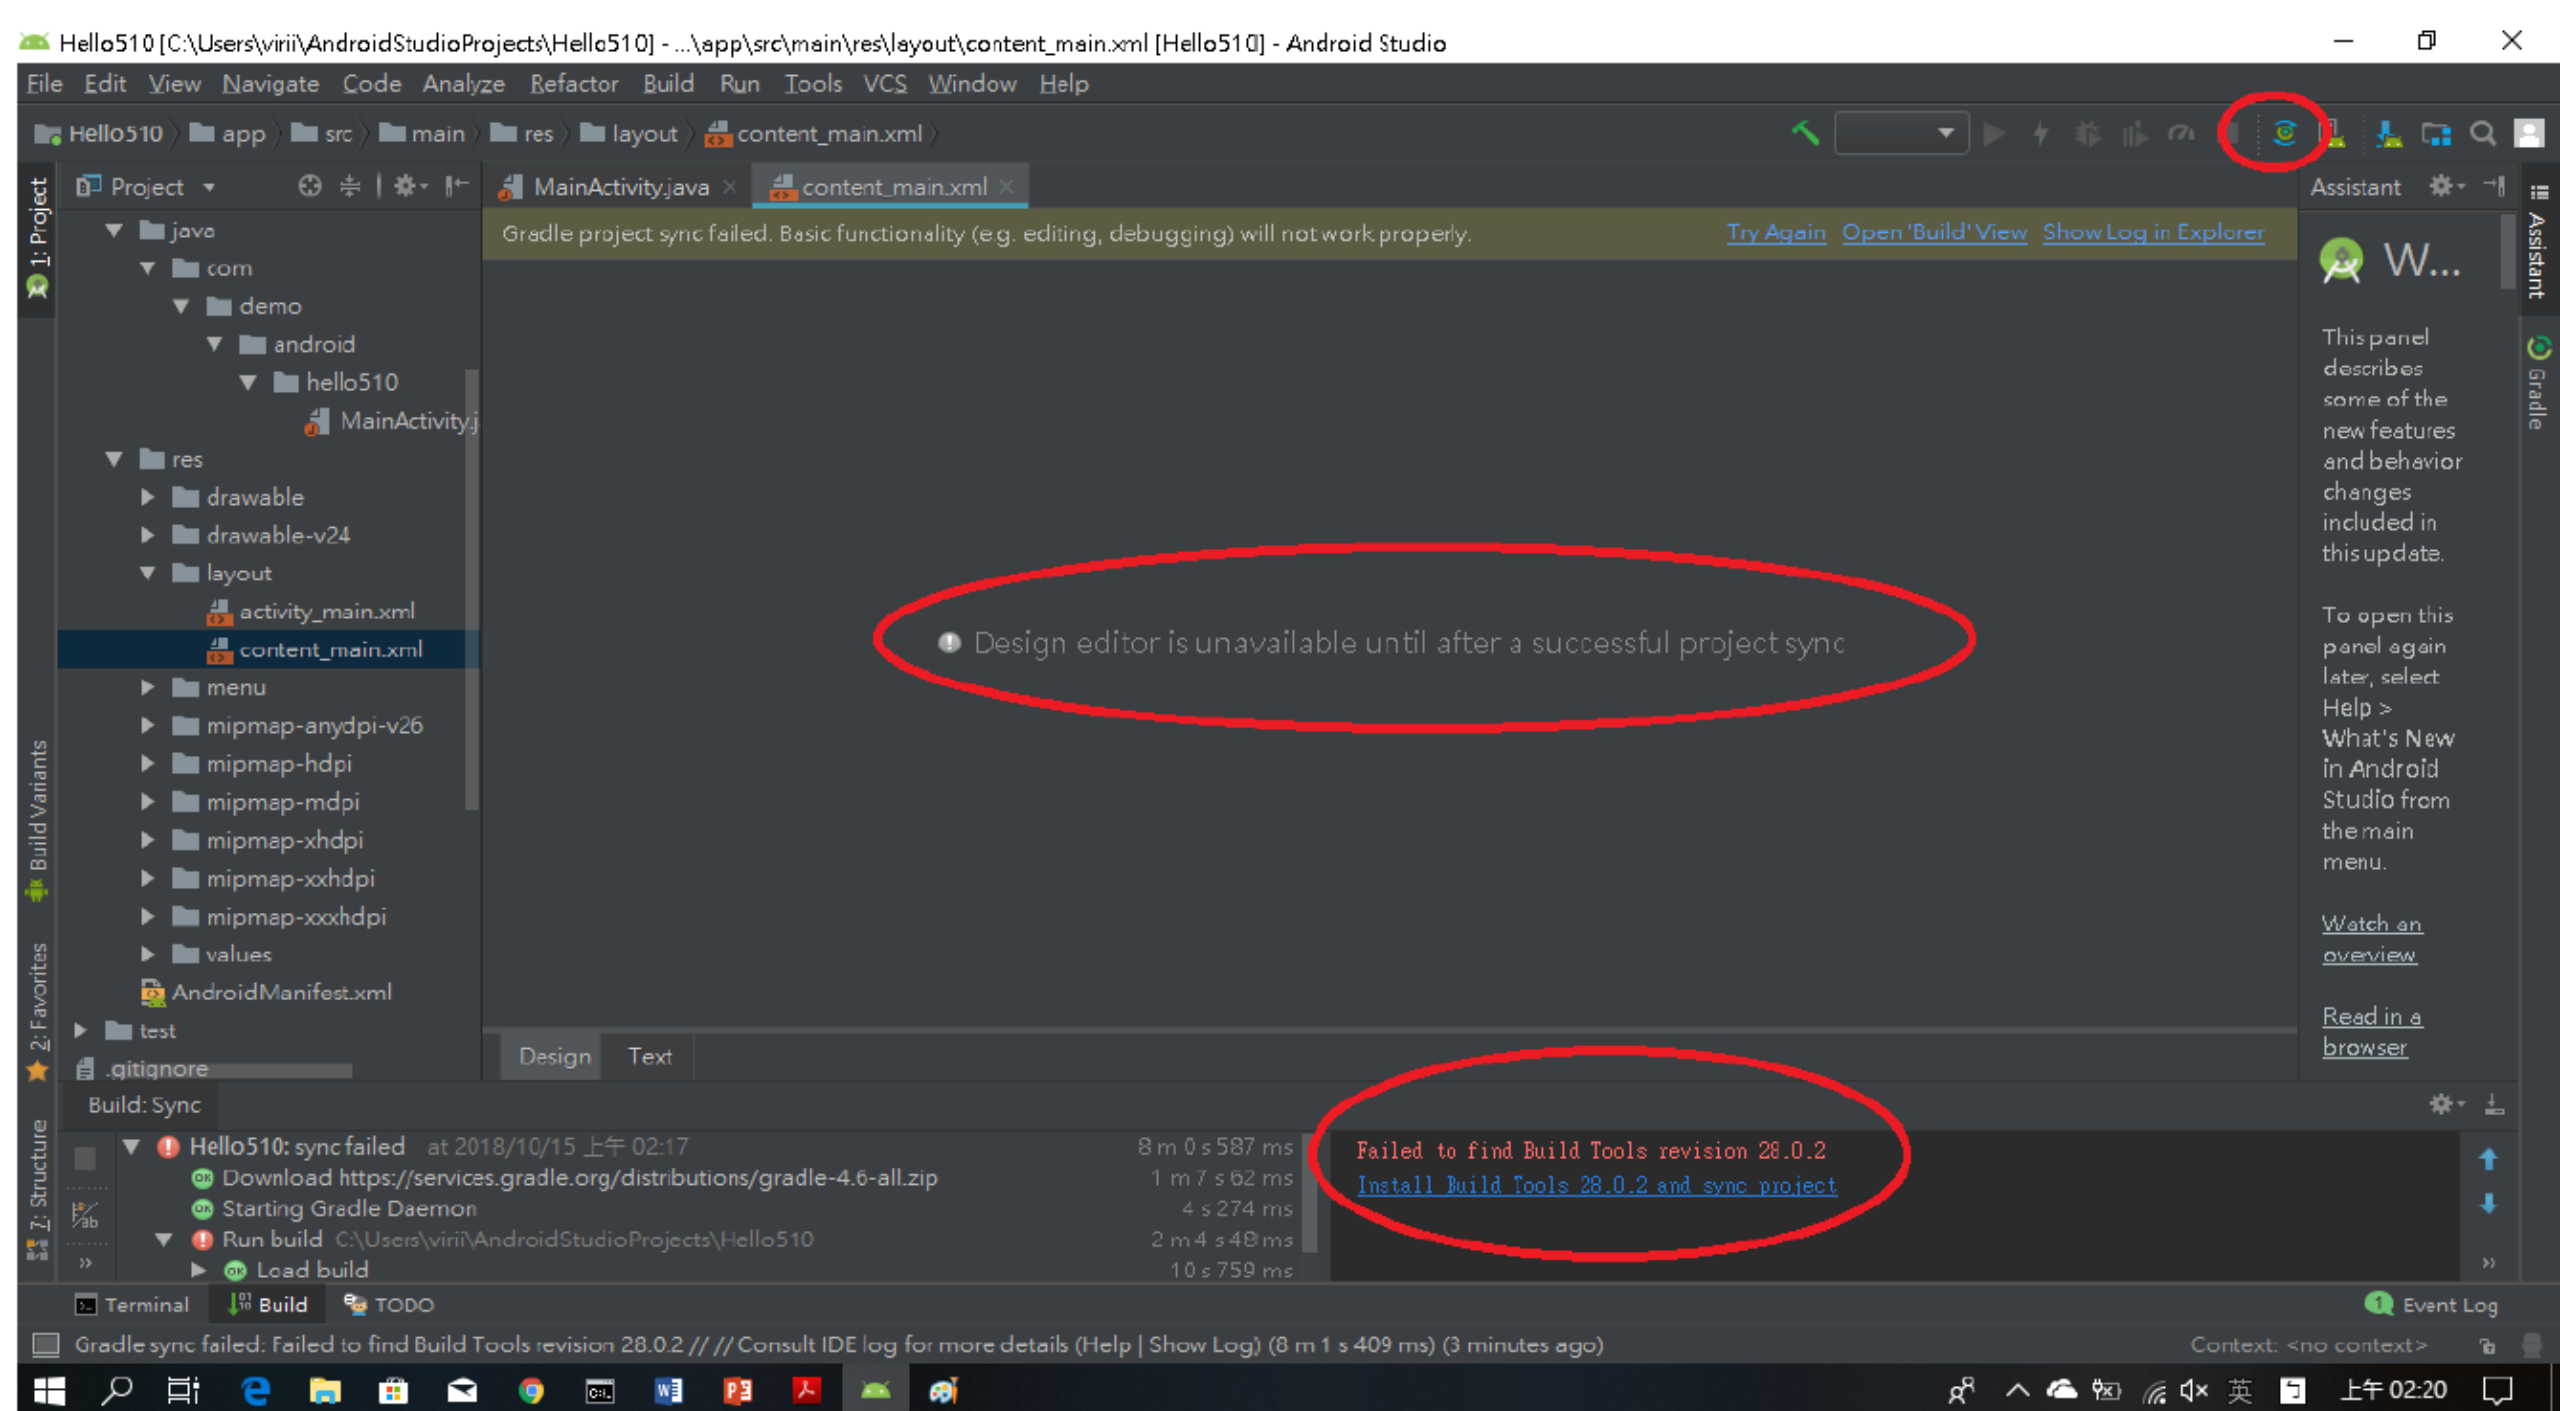 Hello510 [C:\Users\virii\AndroidStudioProjects\Hello510] - ...\app\src\main\res\layout\content_main.xml [Hello510] - Android Studio
File Edit View Navigate Code Analyze Refactor Build Run Tools VCS Window Help
Hello510 app src main res layout content_main.xml
1: Project
Project
MainActivity.java
content_main.xml
Assistant
Gradle project sync failed. Basic functionality (e.g. editing, debugging) will not work properly.
Try Again Open 'Build' View Show Log in Explorer
java
com
demo
android
hello510
MainActivity.j
res
drawable
drawable-v24
layout
activity_main.xml
content_main.xml
menu
mipmap-anydpi-v26
mipmap-hdpi
mipmap-mdpi
mipmap-xhdpi
mipmap-xxhdpi
mipmap-xxxhdpi
values
AndroidManifest.xml
test
.gitignore
Design editor is unavailable until after a successful project sync
Design Text
W...
This panel
describes
some of the
new features
and behavior
changes
included in
this update.
To open this
panel again
later, select
Help >
What's New
in Android
Studio from
the main
menu.
Watch an
overview
Read in a
browser
Assistant
Gradle
Build Variants
2: Favorites
7: Structure
Build: Sync
Hello510: sync failed at 2018/10/15 上午 02:17 8 m 0 s 587 ms
Download https://services.gradle.org/distributions/gradle-4.6-all.zip 1 m 7 s 62 ms
Starting Gradle Daemon 4 s 274 ms
Run build C:\Users\virii\AndroidStudioProjects\Hello510 2 m 4 s 48 ms
Load build 10 s 759 ms
Failed to find Build Tools revision 28.0.2
Install Build Tools 28.0.2 and sync project
Terminal Build TODO
1 Event Log
Gradle sync failed: Failed to find Build Tools revision 28.0.2 // // Consult IDE log for more details (Help | Show Log) (8 m 1 s 409 ms) (3 minutes ago)
Context: <no context>
英
上午 02:20